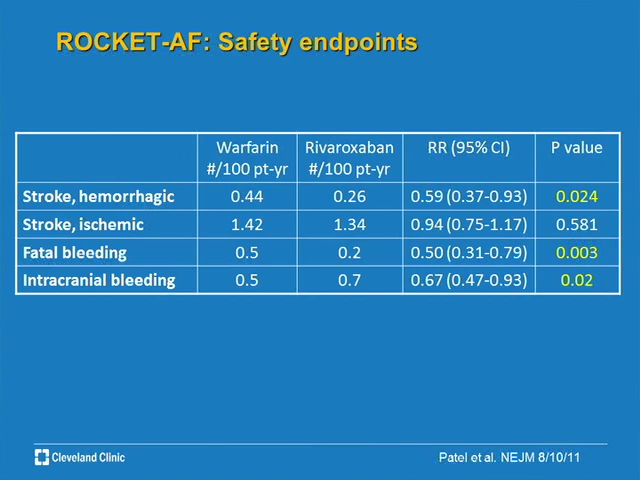 ROCKET-AF: Safety endpoints
Warfarin #/100 pt-yr Rivaroxaban #/100 pt-yr RR (95% CI) P value
Stroke, hemorrhagic 0.44 0.26 0.59 (0.37-0.93) 0.024
Stroke, ischemic 1.42 1.34 0.94 (0.75-1.17) 0.581
Fatal bleeding 0.5 0.2 0.50 (0.31-0.79) 0.003
Intracranial bleeding 0.5 0.7 0.67 (0.47-0.93) 0.02
Cleveland Clinic
Patel et al. NEJM 8/10/11